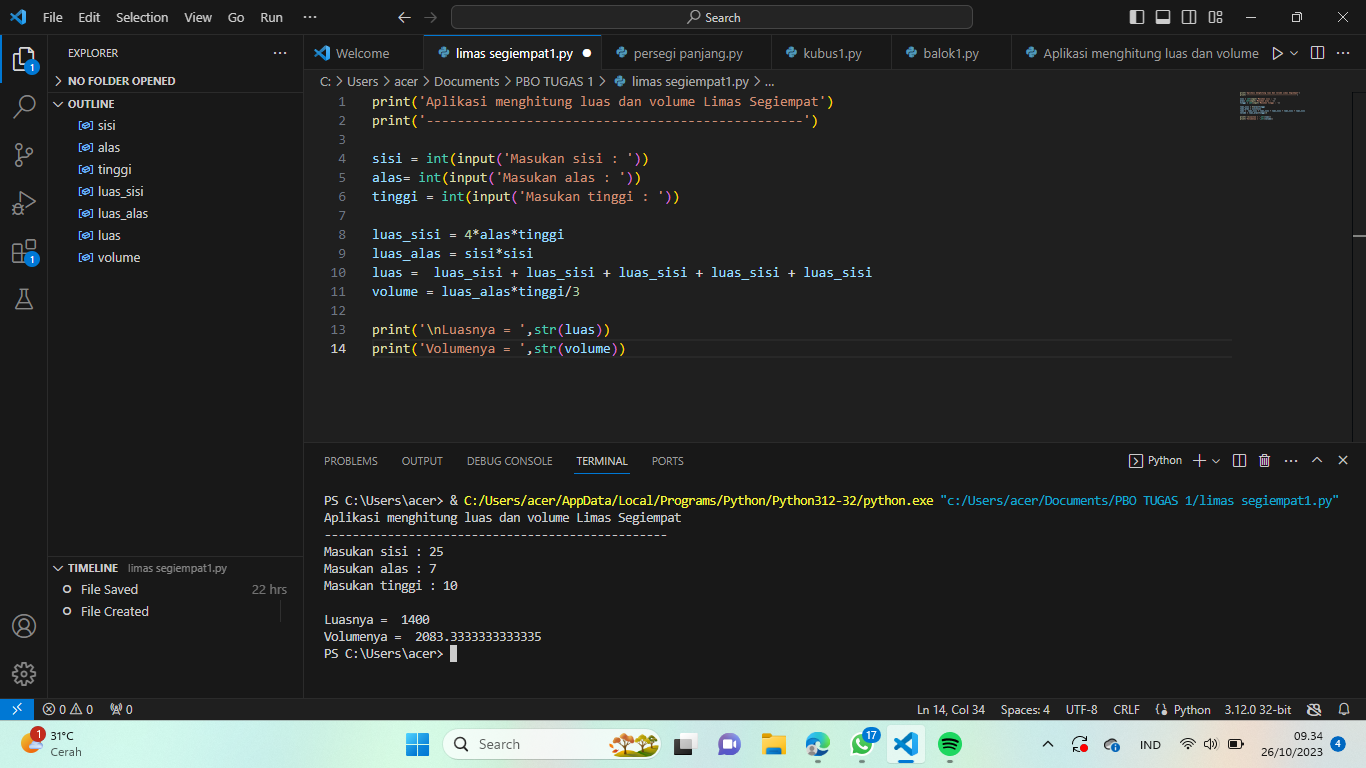 File Edit Selection View Go Run ··· Search
EXPLORER ···
NO FOLDER OPENED
OUTLINE
sisi
alas
tinggi
luas_sisi
luas_alas
luas
volume
TIMELINE limas segiempat1.py
File Saved 22 hrs
File Created
1
1
Welcome limas segiempat1.py persegi panjang.py kubus1.py balok1.py Aplikasi menghitung luas dan volume
C: > Users > acer > Documents > PBO TUGAS 1 > limas segiempat1.py > ...
1 print('Aplikasi menghitung luas dan volume Limas Segiempat')
2 print('-------------------------------------------------')
3
4 sisi = int(input('Masukan sisi : '))
5 alas= int(input('Masukan alas : '))
6 tinggi = int(input('Masukan tinggi : '))
7
8 luas_sisi = 4*alas*tinggi
9 luas_alas = sisi*sisi
10 luas =  luas_sisi + luas_sisi + luas_sisi + luas_sisi + luas_sisi
11 volume = luas_alas*tinggi/3
12
13 print('\nLuasnya = ',str(luas))
14 print('Volumenya = ',str(volume))
PROBLEMS OUTPUT DEBUG CONSOLE TERMINAL PORTS Python
PS C:\Users\acer> & C:/Users/acer/AppData/Local/Programs/Python/Python312-32/python.exe "c:/Users/acer/Documents/PBO TUGAS 1/limas segiempat1.py"
Aplikasi menghitung luas dan volume Limas Segiempat
-------------------------------------------------
Masukan sisi : 25
Masukan alas : 7
Masukan tinggi : 10
Luasnya =  1400
Volumenya =  2083.3333333333335
PS C:\Users\acer>
0 0 0 Ln 14, Col 34 Spaces: 4 UTF-8 CRLF Python 3.12.0 32-bit
1 31°C
Cerah
Search
17
IND
09.34
26/10/2023
4